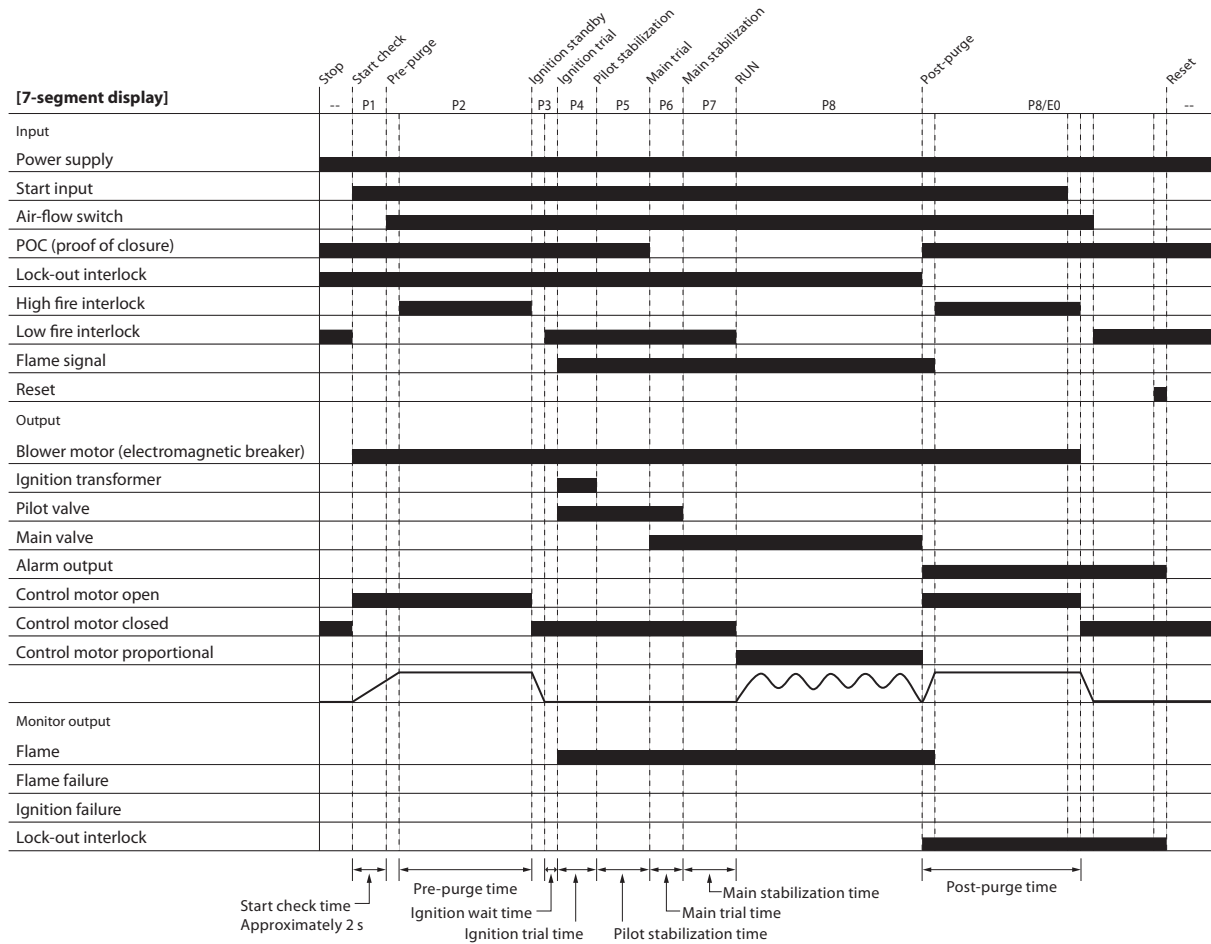 Stop
Start check
Pre-purge
Ignition standby
Ignition trial
Pilot stabilization
Main trial
Main stabilization
RUN
Post-purge
Reset
[7-segment display]
-- P1 P2 P3 P4 P5 P6 P7 P8 P8/E0 --
Input
Power supply
Start input
Air-flow switch
POC (proof of closure)
Lock-out interlock
High fire interlock
Low fire interlock
Flame signal
Reset
Output
Blower motor (electromagnetic breaker)
Ignition transformer
Pilot valve
Main valve
Alarm output
Control motor open
Control motor closed
Control motor proportional
Monitor output
Flame
Flame failure
Ignition failure
Lock-out interlock
Start check time
Approximately 2 s
Pre-purge time
Ignition wait time
Ignition trial time
Main stabilization time
Main trial time
Pilot stabilization time
Post-purge time